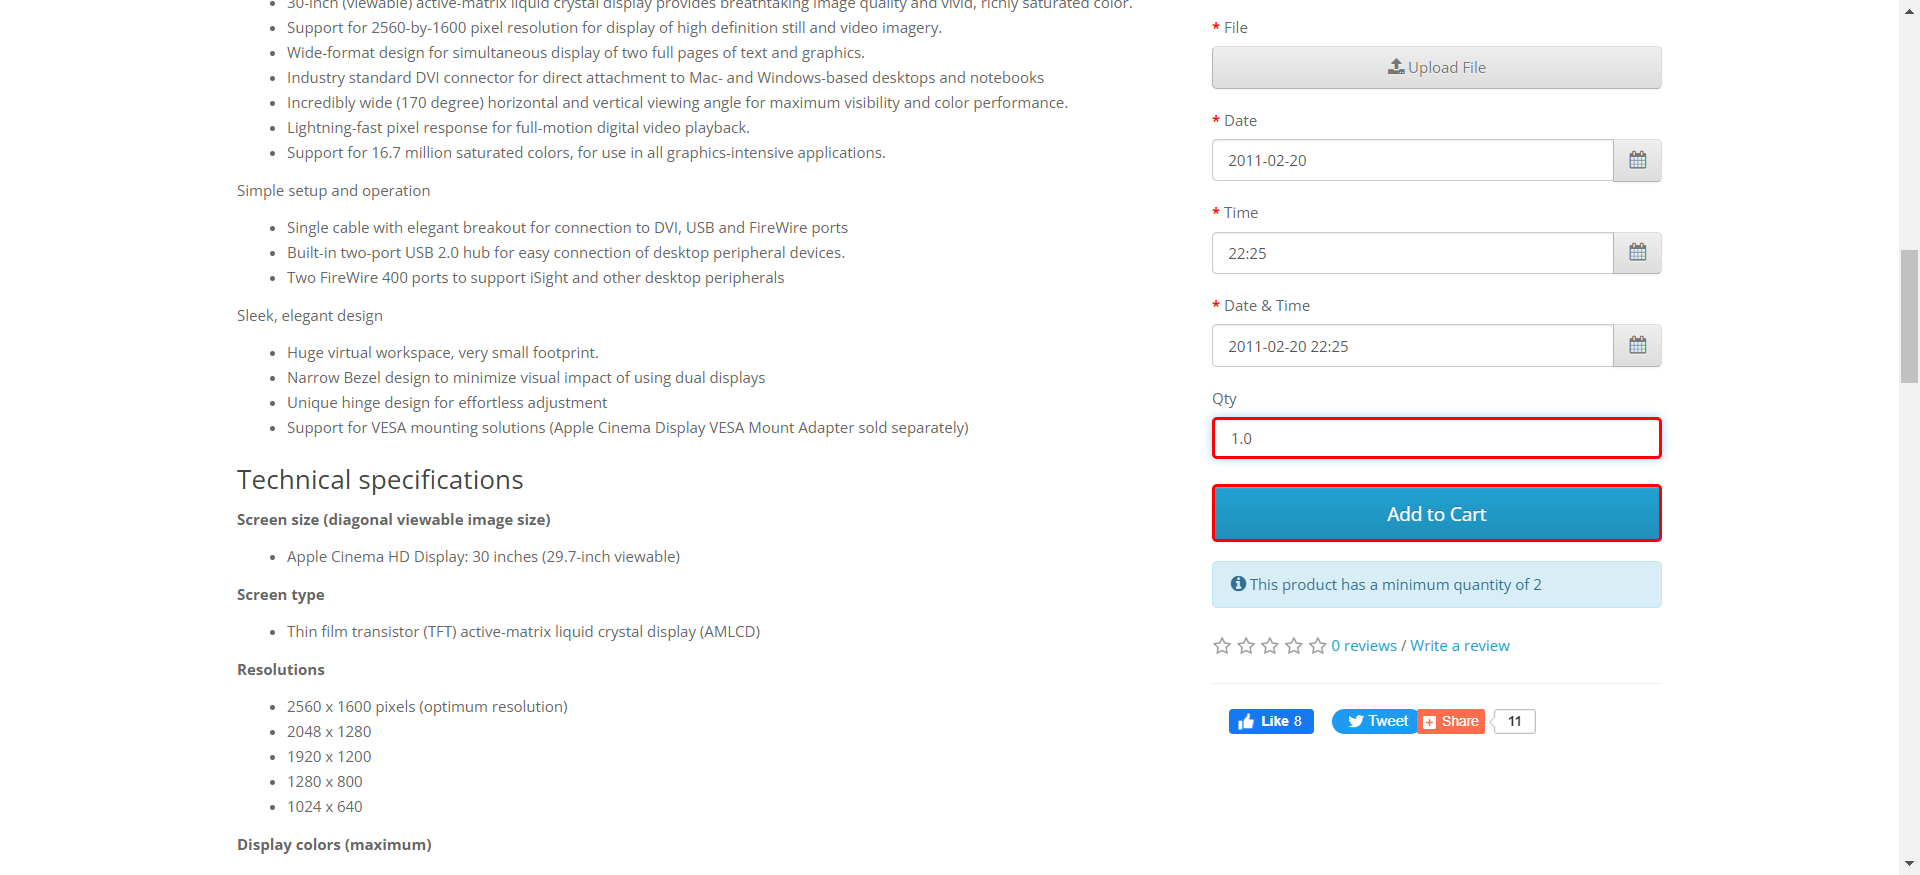 30-inch (viewable) active-matrix liquid crystal display provides breathtaking image quality and vivid, richly saturated color.
Support for 2560-by-1600 pixel resolution for display of high definition still and video imagery.
Wide-format design for simultaneous display of two full pages of text and graphics.
Industry standard DVI connector for direct attachment to Mac- and Windows-based desktops and notebooks
Incredibly wide (170 degree) horizontal and vertical viewing angle for maximum visibility and color performance.
Lightning-fast pixel response for full-motion digital video playback.
Support for 16.7 million saturated colors, for use in all graphics-intensive applications.
Simple setup and operation
Single cable with elegant breakout for connection to DVI, USB and FireWire ports
Built-in two-port USB 2.0 hub for easy connection of desktop peripheral devices.
Two FireWire 400 ports to support iSight and other desktop peripherals
Sleek, elegant design
Huge virtual workspace, very small footprint.
Narrow Bezel design to minimize visual impact of using dual displays
Unique hinge design for effortless adjustment
Support for VESA mounting solutions (Apple Cinema Display VESA Mount Adapter sold separately)
Technical specifications
Screen size (diagonal viewable image size)
Apple Cinema HD Display: 30 inches (29.7-inch viewable)
Screen type
Thin film transistor (TFT) active-matrix liquid crystal display (AMLCD)
Resolutions
2560 x 1600 pixels (optimum resolution)
2048 x 1280
1920 x 1200
1280 x 800
1024 x 640
Display colors (maximum)
* File
Upload File
* Date
2011-02-20
* Time
22:25
* Date & Time
2011-02-20 22:25
Qty
1.0
Add to Cart
This product has a minimum quantity of 2
0 reviews / Write a review
Like 8 Tweet Share 11